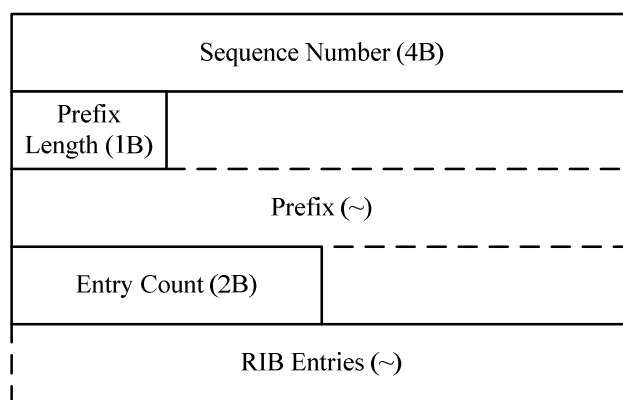 Sequence Number (4B)
Prefix
Length (1B)
Prefix (~)
Entry Count (2B)
RIB Entries (~)